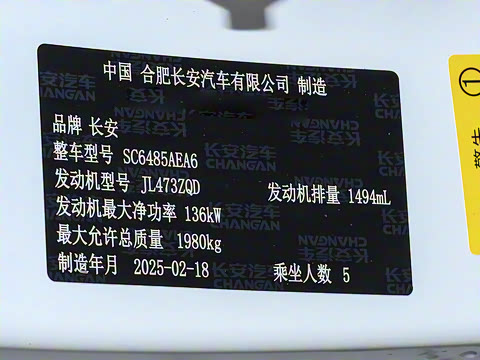 中国 合肥长安汽车有限公司 制造
品牌 长安
整车型号 SC6485AEA6
发动机型号 JL473ZQD 发动机排量 1494mL
发动机最大净功率 136kW
最大允许总质量 1980kg
制造年月 2025-02-18 乘坐人数 5
①